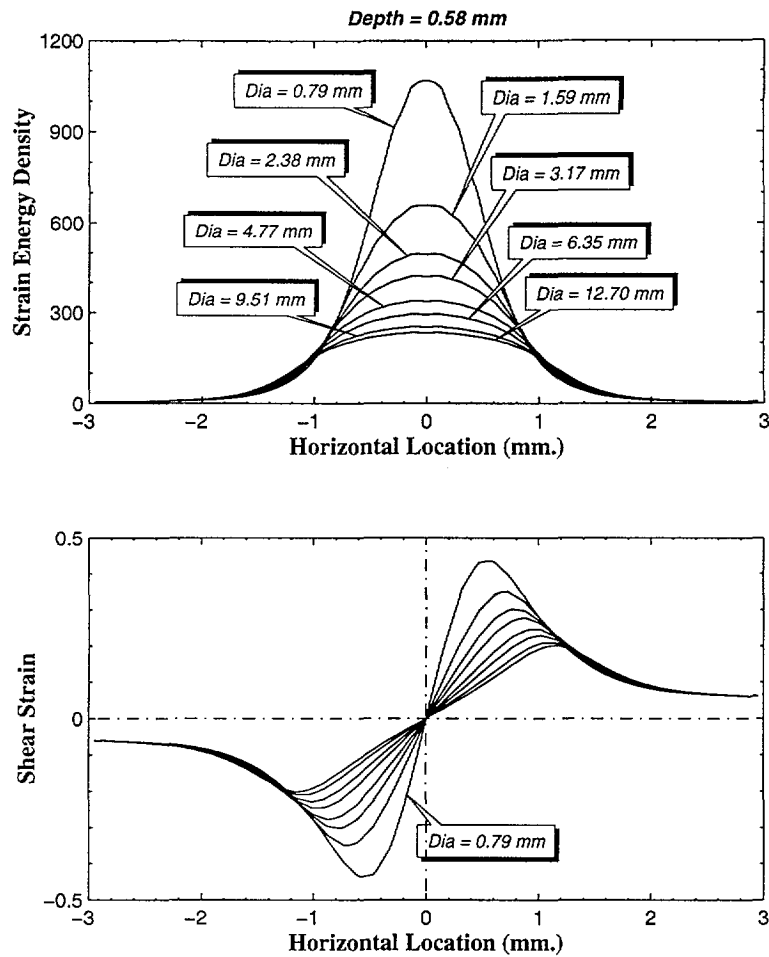 Depth = 0.58 mm
1200
900
600
300
0
Strain Energy Density
Dia = 0.79 mm
Dia = 1.59 mm
Dia = 2.38 mm
Dia = 3.17 mm
Dia = 4.77 mm
Dia = 6.35 mm
Dia = 9.51 mm
Dia = 12.70 mm
−3 −2 −1 0 1 2 3
Horizontal Location (mm.)
0.5
0
−0.5
Shear Strain
Dia = 0.79 mm
−3 −2 −1 0 1 2 3
Horizontal Location (mm.)